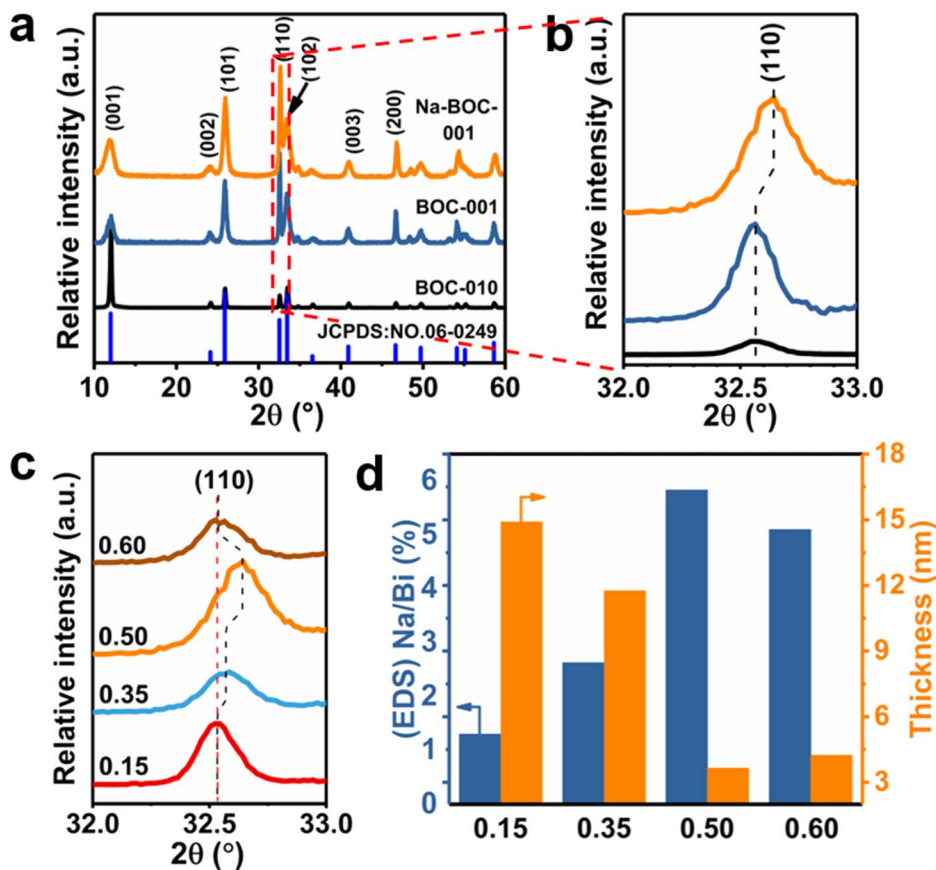 a
Relative intensity (a.u.)
(001)
(002)
(101)
(110)
(102)
(003)
(200)
Na-BOC-
001
BOC-001
BOC-010
JCPDS:NO.06-0249
10 20 30 40 50 60
2θ (°)
b
Relative intensity (a.u.)
(110)
32.0 32.5 33.0
2θ (°)
c
Relative intensity (a.u.)
(110)
0.60
0.50
0.35
0.15
32.0 32.5 33.0
2θ (°)
d
(EDS) Na/Bi (%)
6
5
4
3
2
1
0
18
15
12
9
6
3
Thickness (nm)
0.15 0.35 0.50 0.60